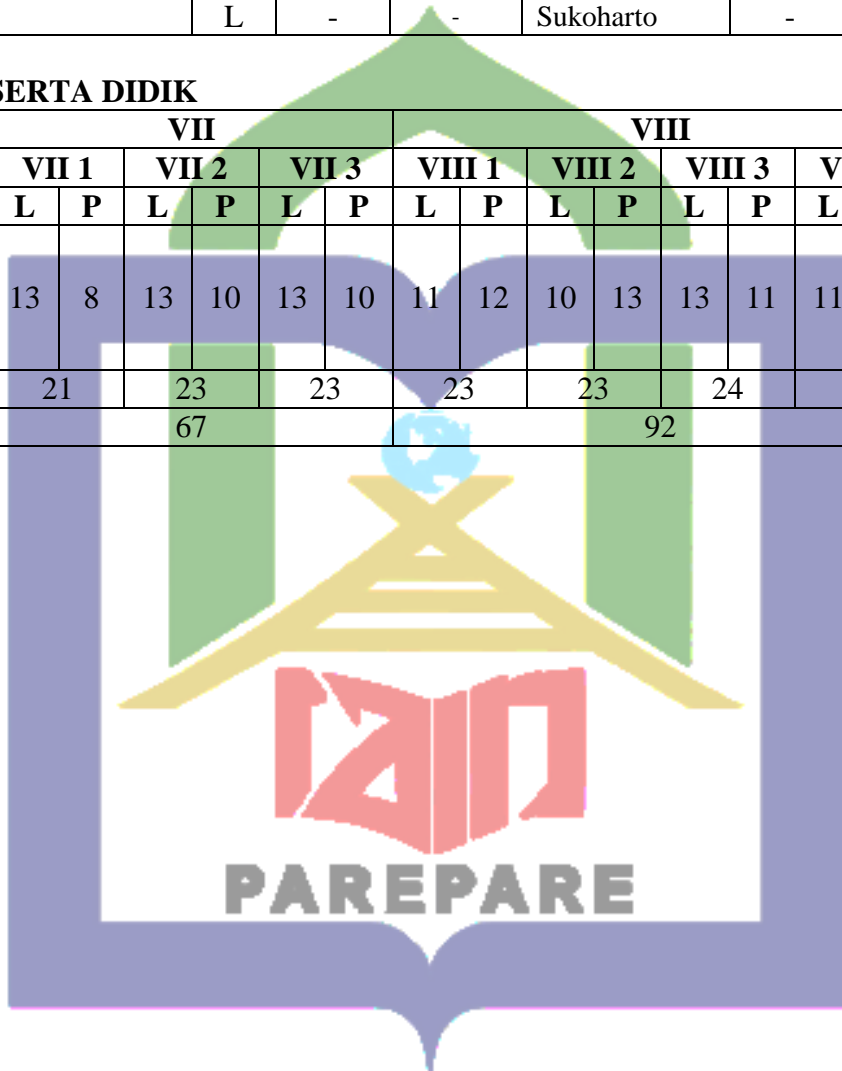 L - - Sukoharto -
SERTA DIDIK
VII VIII
VII 1 VII 2 VII 3 VIII 1 VIII 2 VIII 3 V
L P L P L P L P L P L P L
13 8 13 10 13 10 11 12 10 13 13 11 11
21 23 23 23 23 24
67 92
iain
PAREPARE